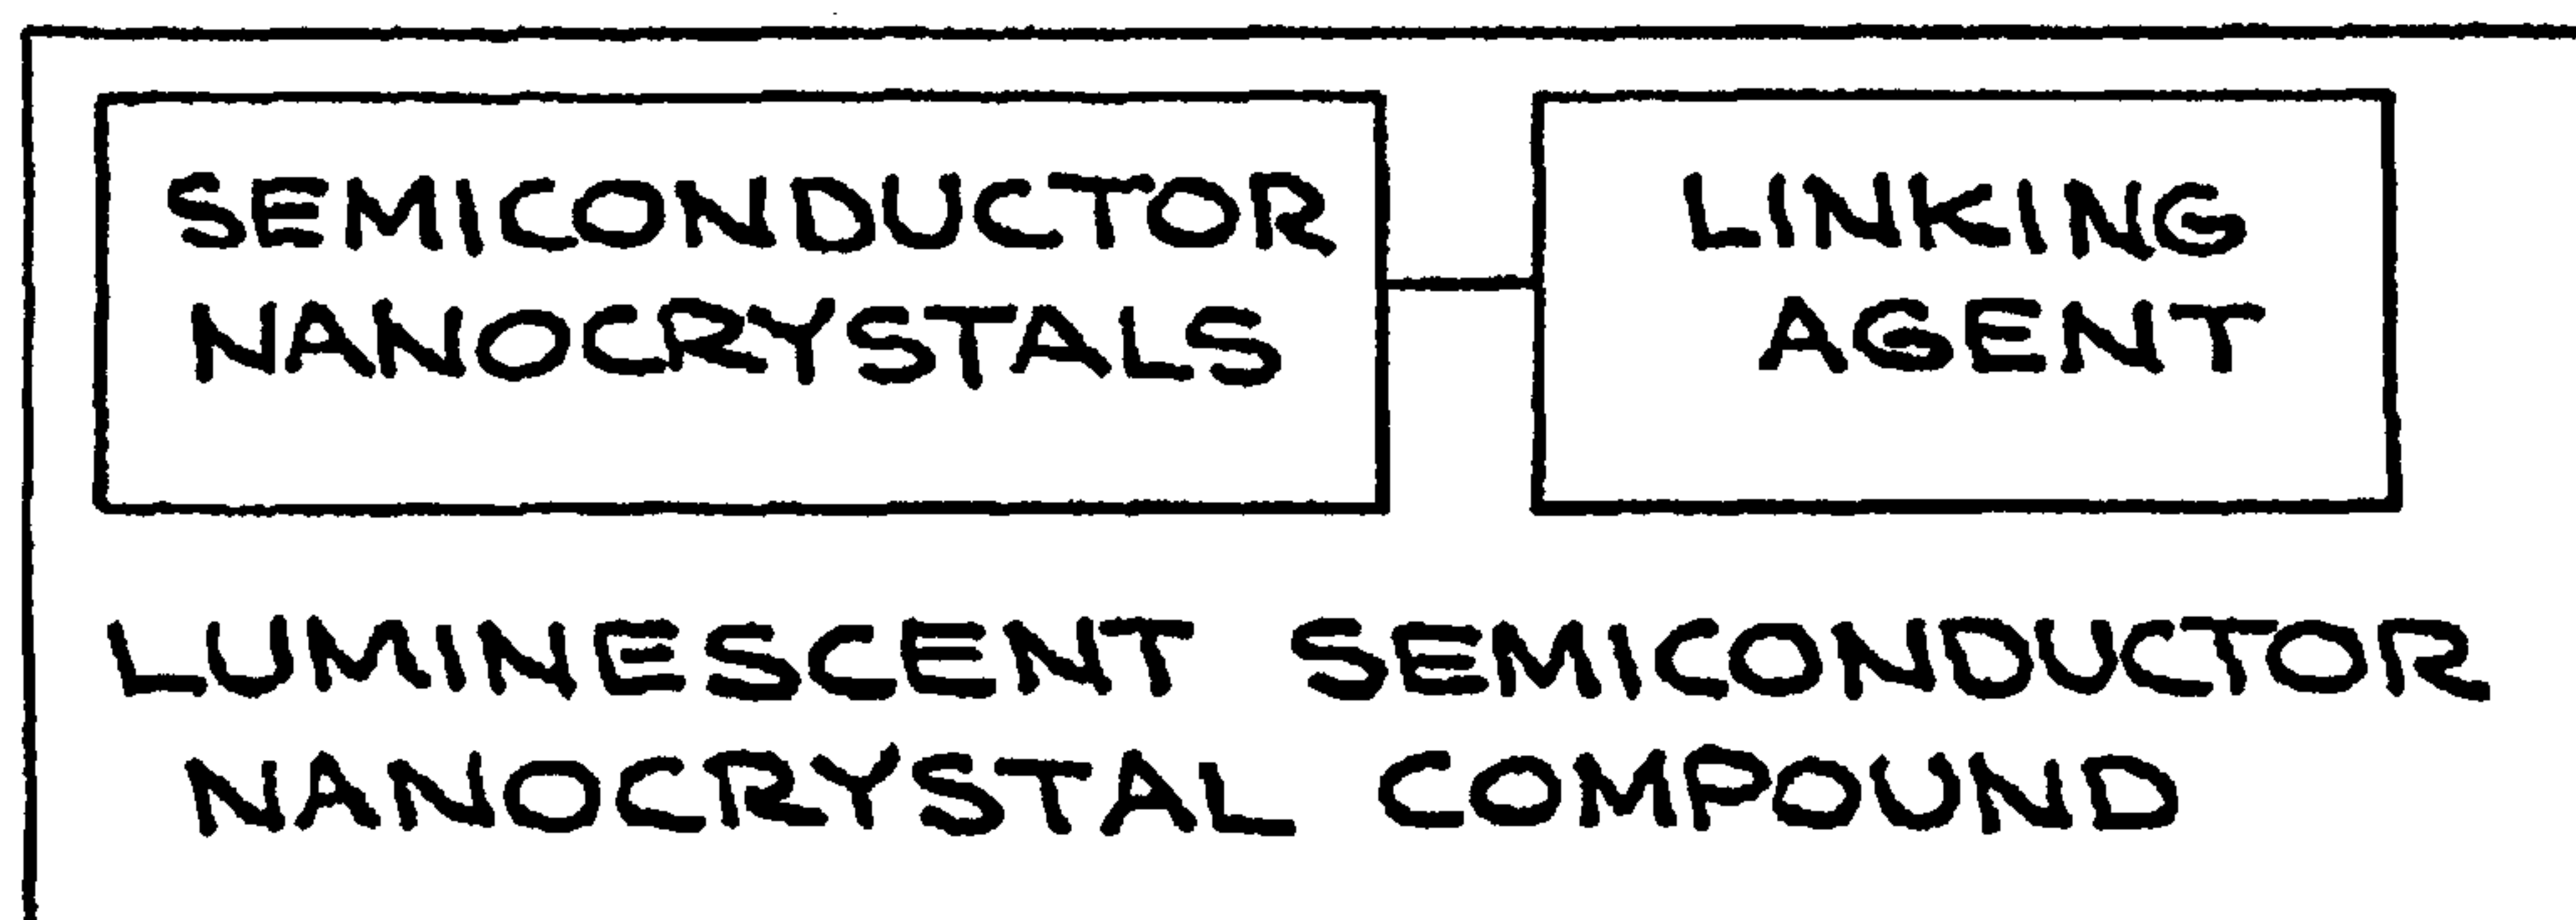 SEMICONDUCTOR
NANOCRYSTALS
LINKING
AGENT
LUMINESCENT SEMICONDUCTOR
NANOCRYSTAL COMPOUND